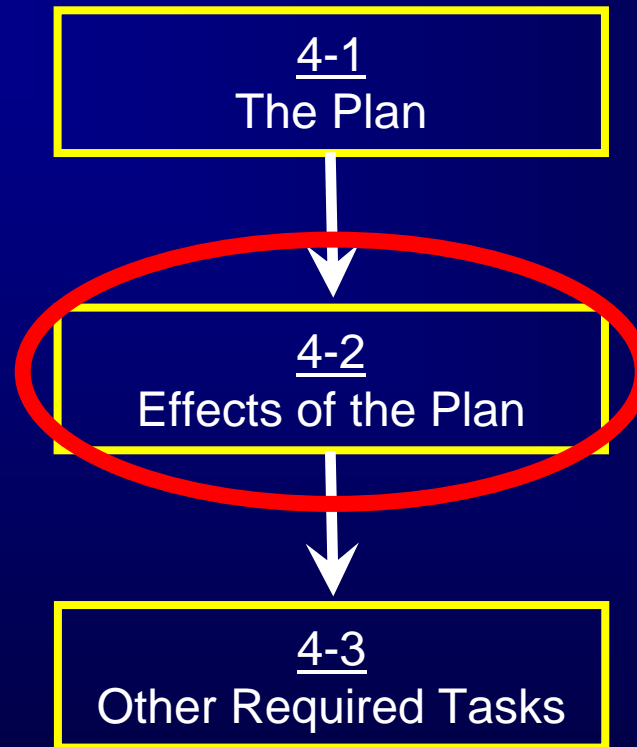 4-1
The Plan
4-2
Effects of the Plan
4-3
Other Required Tasks